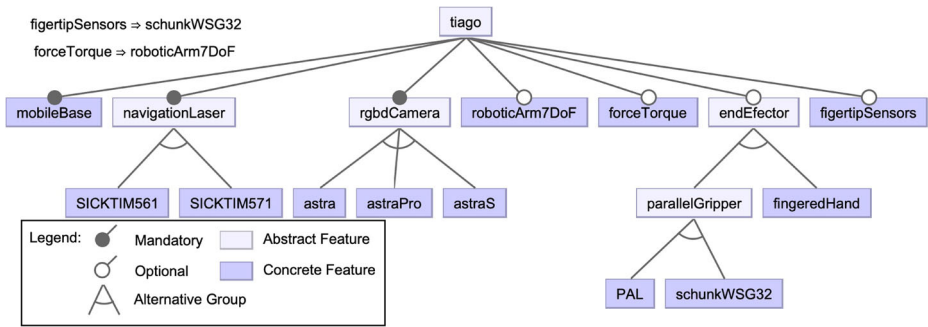 tiago
figertipSensors ⇒ schunkWSG32
forceTorque ⇒ roboticArm7DoF
mobileBase navigationLaser rgbdCamera roboticArm7DoF forceTorque endEfector figertipSensors
SICKTIM561 SICKTIM571 astra astraPro astraS parallelGripper fingeredHand
Legend:
Mandatory Abstract Feature
Optional Concrete Feature
Alternative Group
PAL schunkWSG32